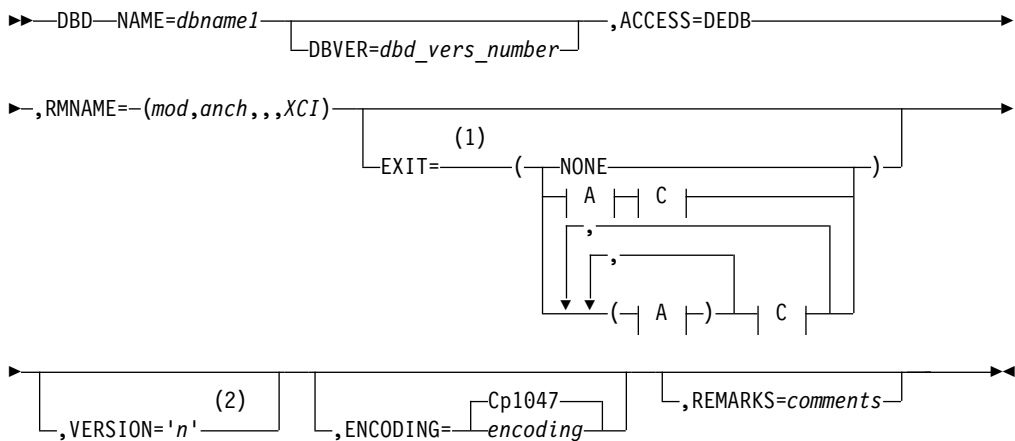 DBD NAME=dbname1 ,ACCESS=DEDB
DBVER=dbd_vers_number
,RMNAME= (mod,anch,,,XCI)
(1)
EXIT= ( NONE )
A C
,
,
( A ) C
(2)
,VERSION='n'
Cp1047
,ENCODING= encoding
,REMARKS=comments